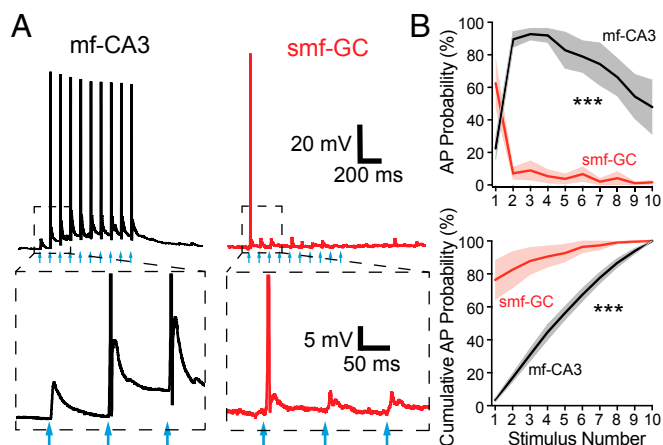 A
mf-CA3
smf-GC
20 mV
200 ms
5 mV
50 ms
B
AP Probability (%)
100
80
60
40
20
0
mf-CA3
***
smf-GC
1 2 3 4 5 6 7 8 9 10
Cumulative AP Probability (%)
100
80
60
40
20
0
smf-GC
***
mf-CA3
1 2 3 4 5 6 7 8 9 10
Stimulus Number